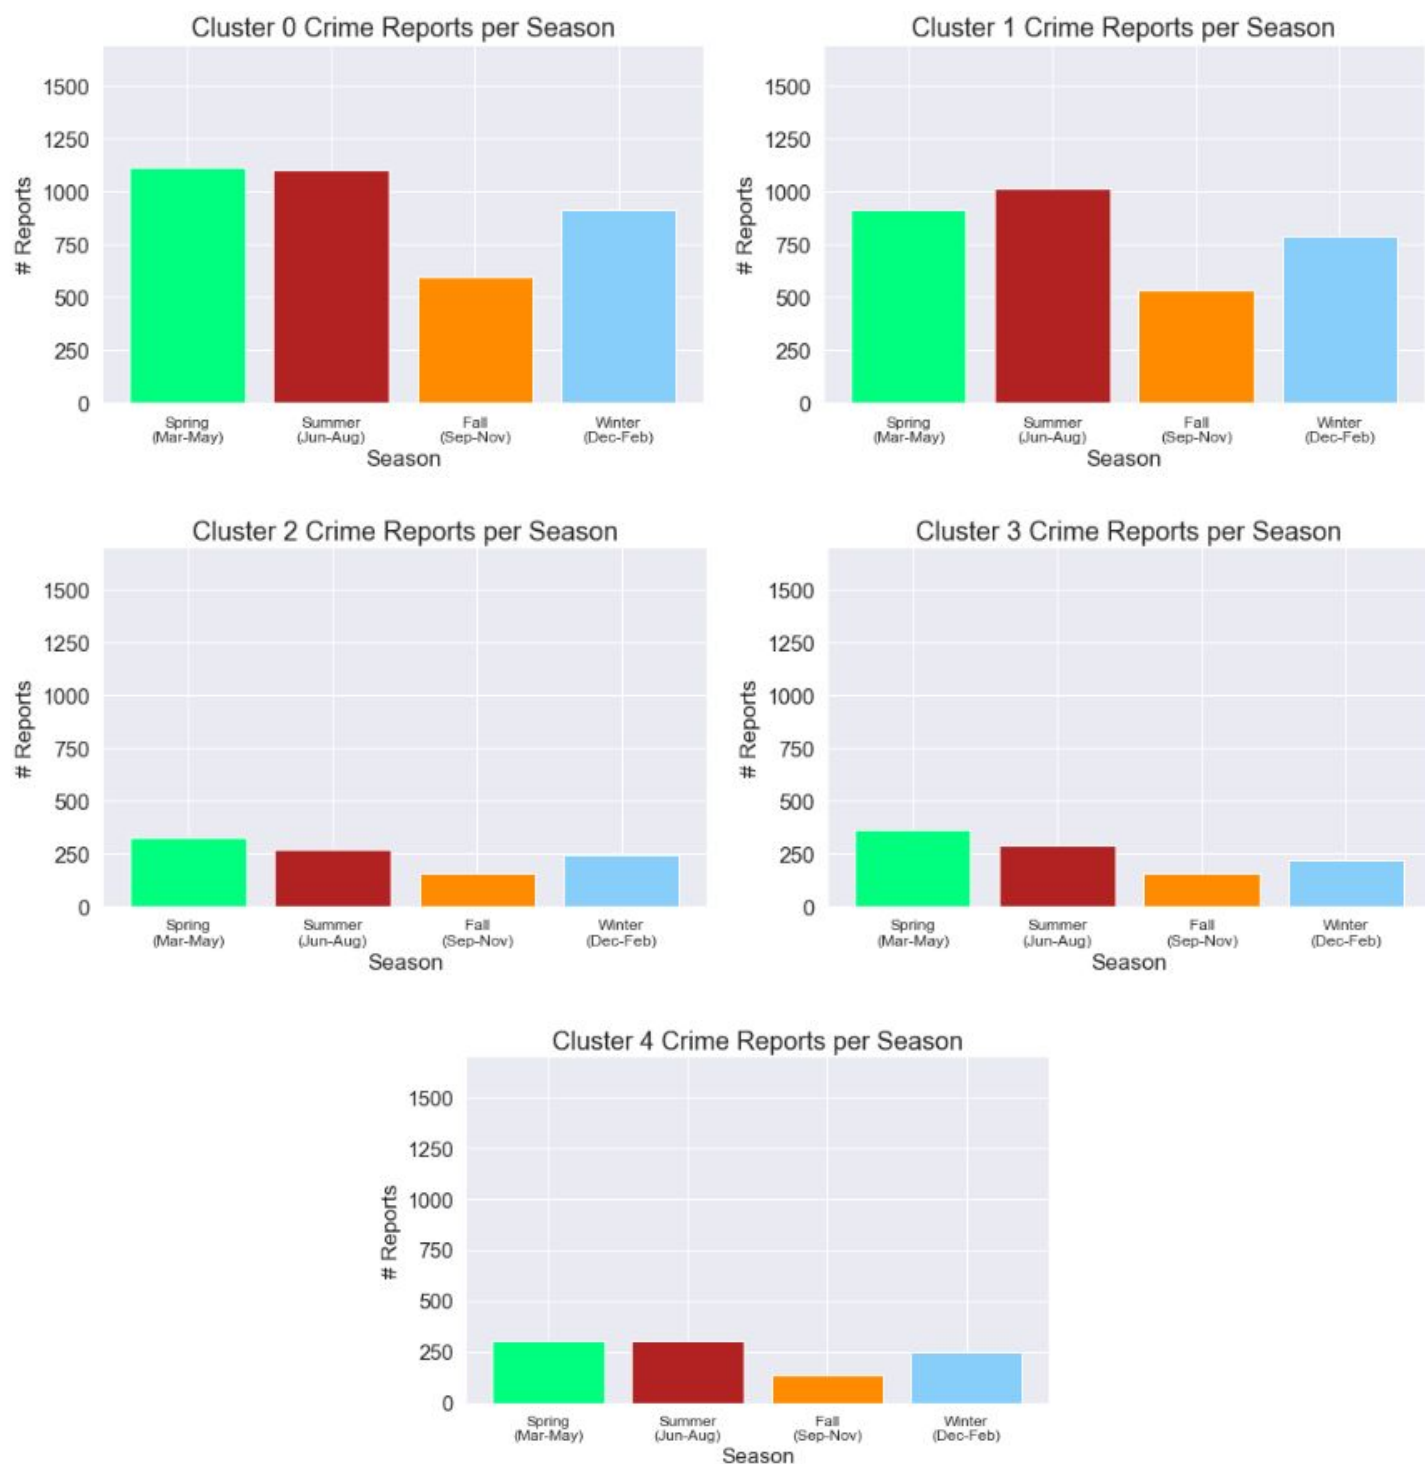 Cluster 0 Crime Reports per Season
# Reports
1500
1250
1000
750
500
250
0
Spring
(Mar-May)
Summer
(Jun-Aug)
Fall
(Sep-Nov)
Winter
(Dec-Feb)
Season
Cluster 1 Crime Reports per Season
# Reports
1500
1250
1000
750
500
250
0
Spring
(Mar-May)
Summer
(Jun-Aug)
Fall
(Sep-Nov)
Winter
(Dec-Feb)
Season
Cluster 2 Crime Reports per Season
# Reports
1500
1250
1000
750
500
250
0
Spring
(Mar-May)
Summer
(Jun-Aug)
Fall
(Sep-Nov)
Winter
(Dec-Feb)
Season
Cluster 3 Crime Reports per Season
# Reports
1500
1250
1000
750
500
250
0
Spring
(Mar-May)
Summer
(Jun-Aug)
Fall
(Sep-Nov)
Winter
(Dec-Feb)
Season
Cluster 4 Crime Reports per Season
# Reports
1500
1250
1000
750
500
250
0
Spring
(Mar-May)
Summer
(Jun-Aug)
Fall
(Sep-Nov)
Winter
(Dec-Feb)
Season